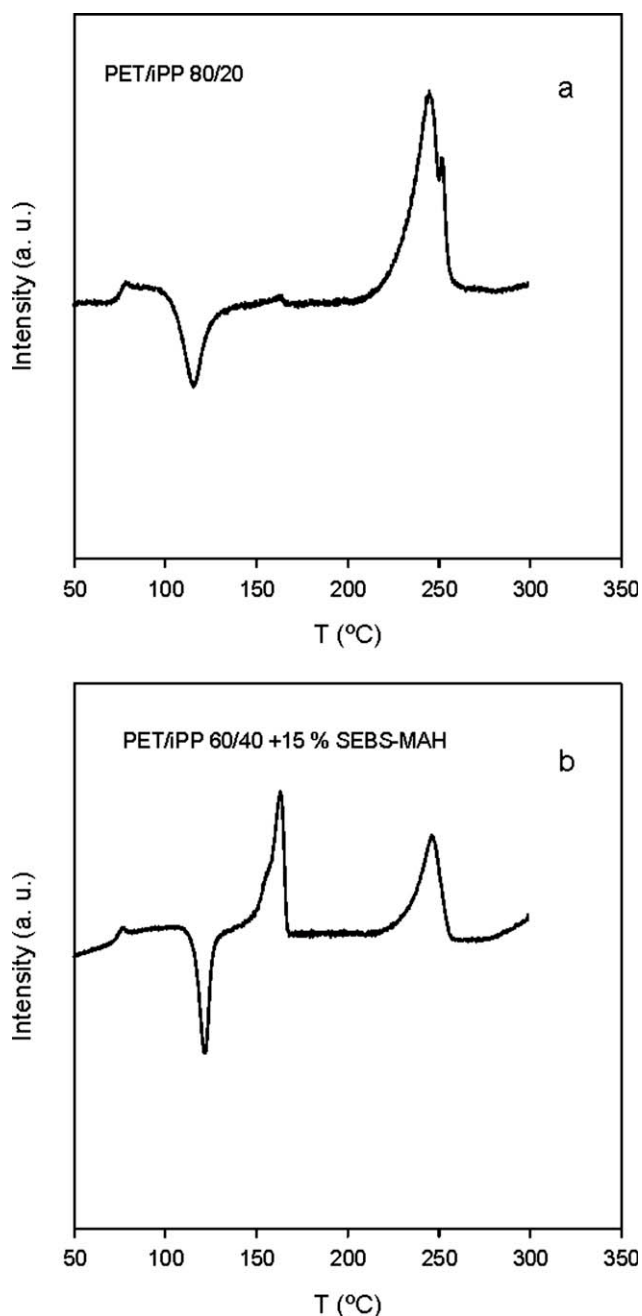 PET/iPP 80/20
a
Intensity (a. u.)
50 100 150 200 250 300 350
T (ºC)
PET/iPP 60/40 +15 % SEBS-MAH
b
Intensity (a. u.)
50 100 150 200 250 300 350
T (ºC)